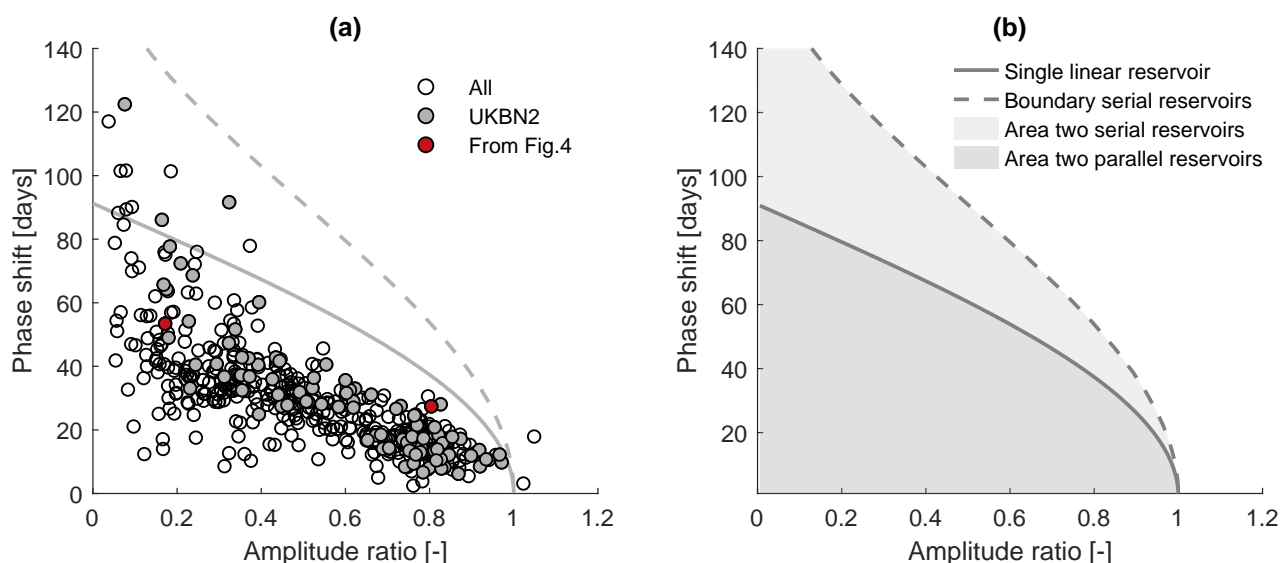 (a)
140
120
100
80
60
40
20
0
Phase shift [days]
All
UKBN2
From Fig.4
0 0.2 0.4 0.6 0.8 1 1.2
Amplitude ratio [-]
(b)
140
120
100
80
60
40
20
Phase shift [days]
Single linear reservoir
Boundary serial reservoirs
Area two serial reservoirs
Area two parallel reservoirs
0 0.2 0.4 0.6 0.8 1 1.2
Amplitude ratio [-]